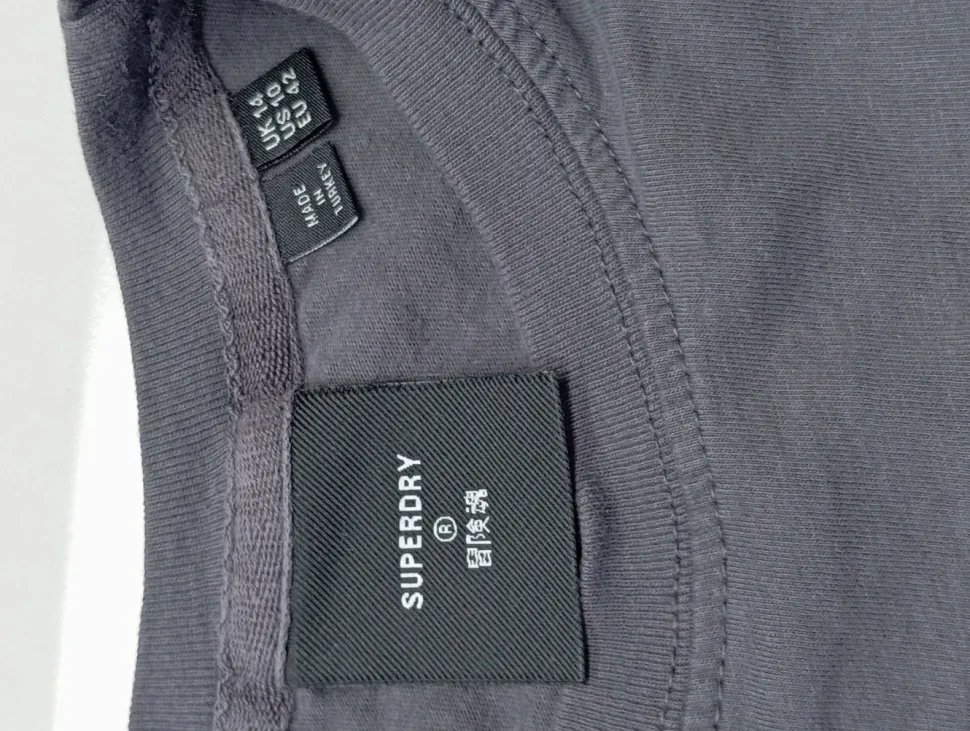 UK 14
US 10
EU 42
MADE
IN
TURKEY
SUPERDRY
®
冒険魂